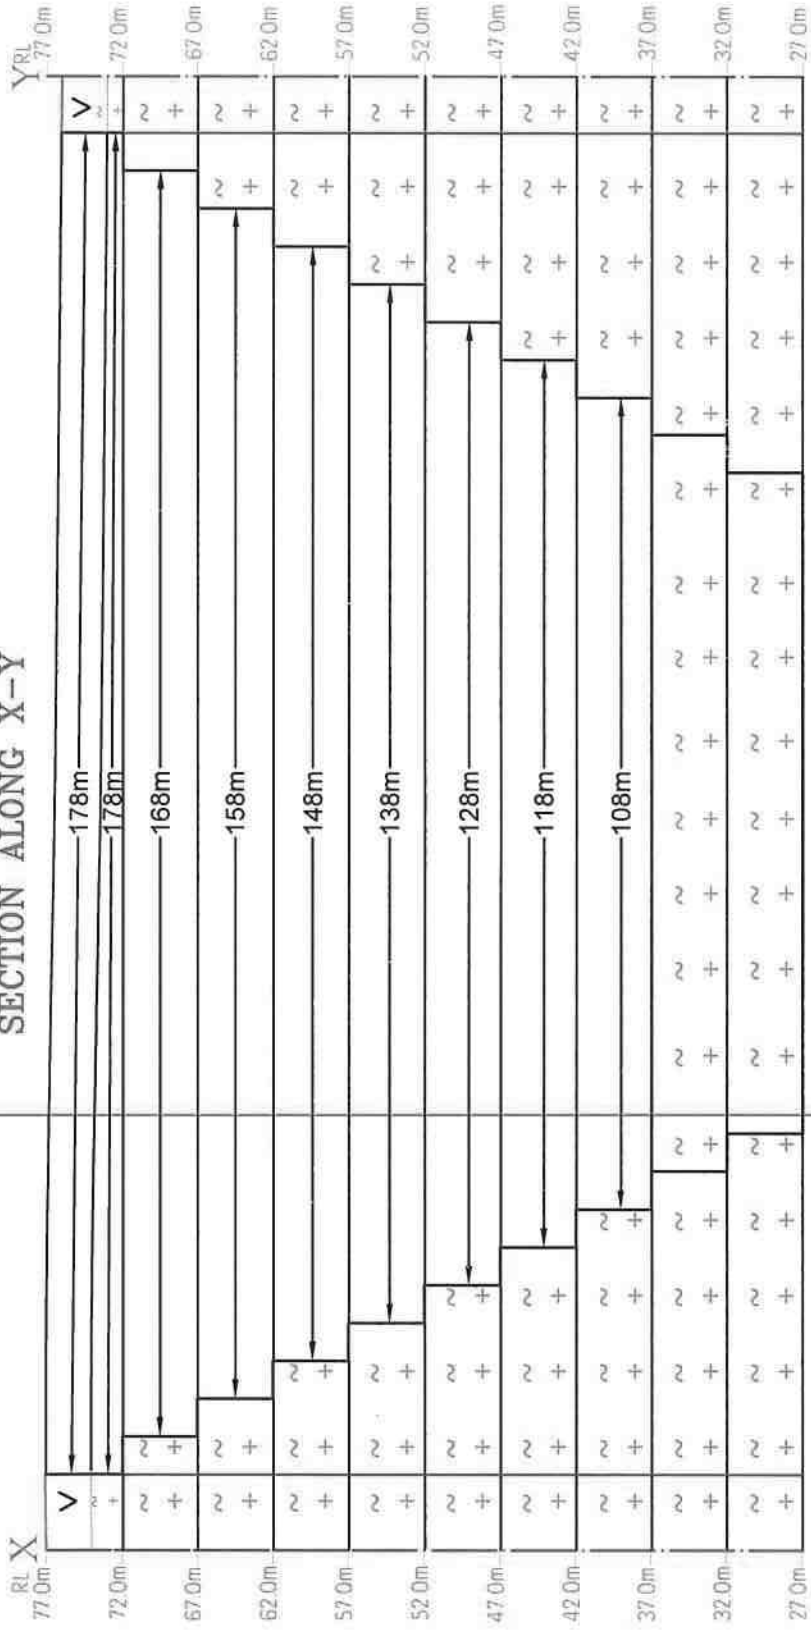 SECTION ALONG X-Y
RL X
Y RL
77.0m
77 0m
72.0m
72 0m
67.0m
67 0m
62.0m
62 0m
57.0m
57 0m
52.0m
52 0m
47.0m
47 0m
42.0m
42 0m
37.0m
37 0m
32.0m
32 0m
27.0m
27 0m
V
V
178m
178m
168m
158m
148m
138m
128m
118m
108m